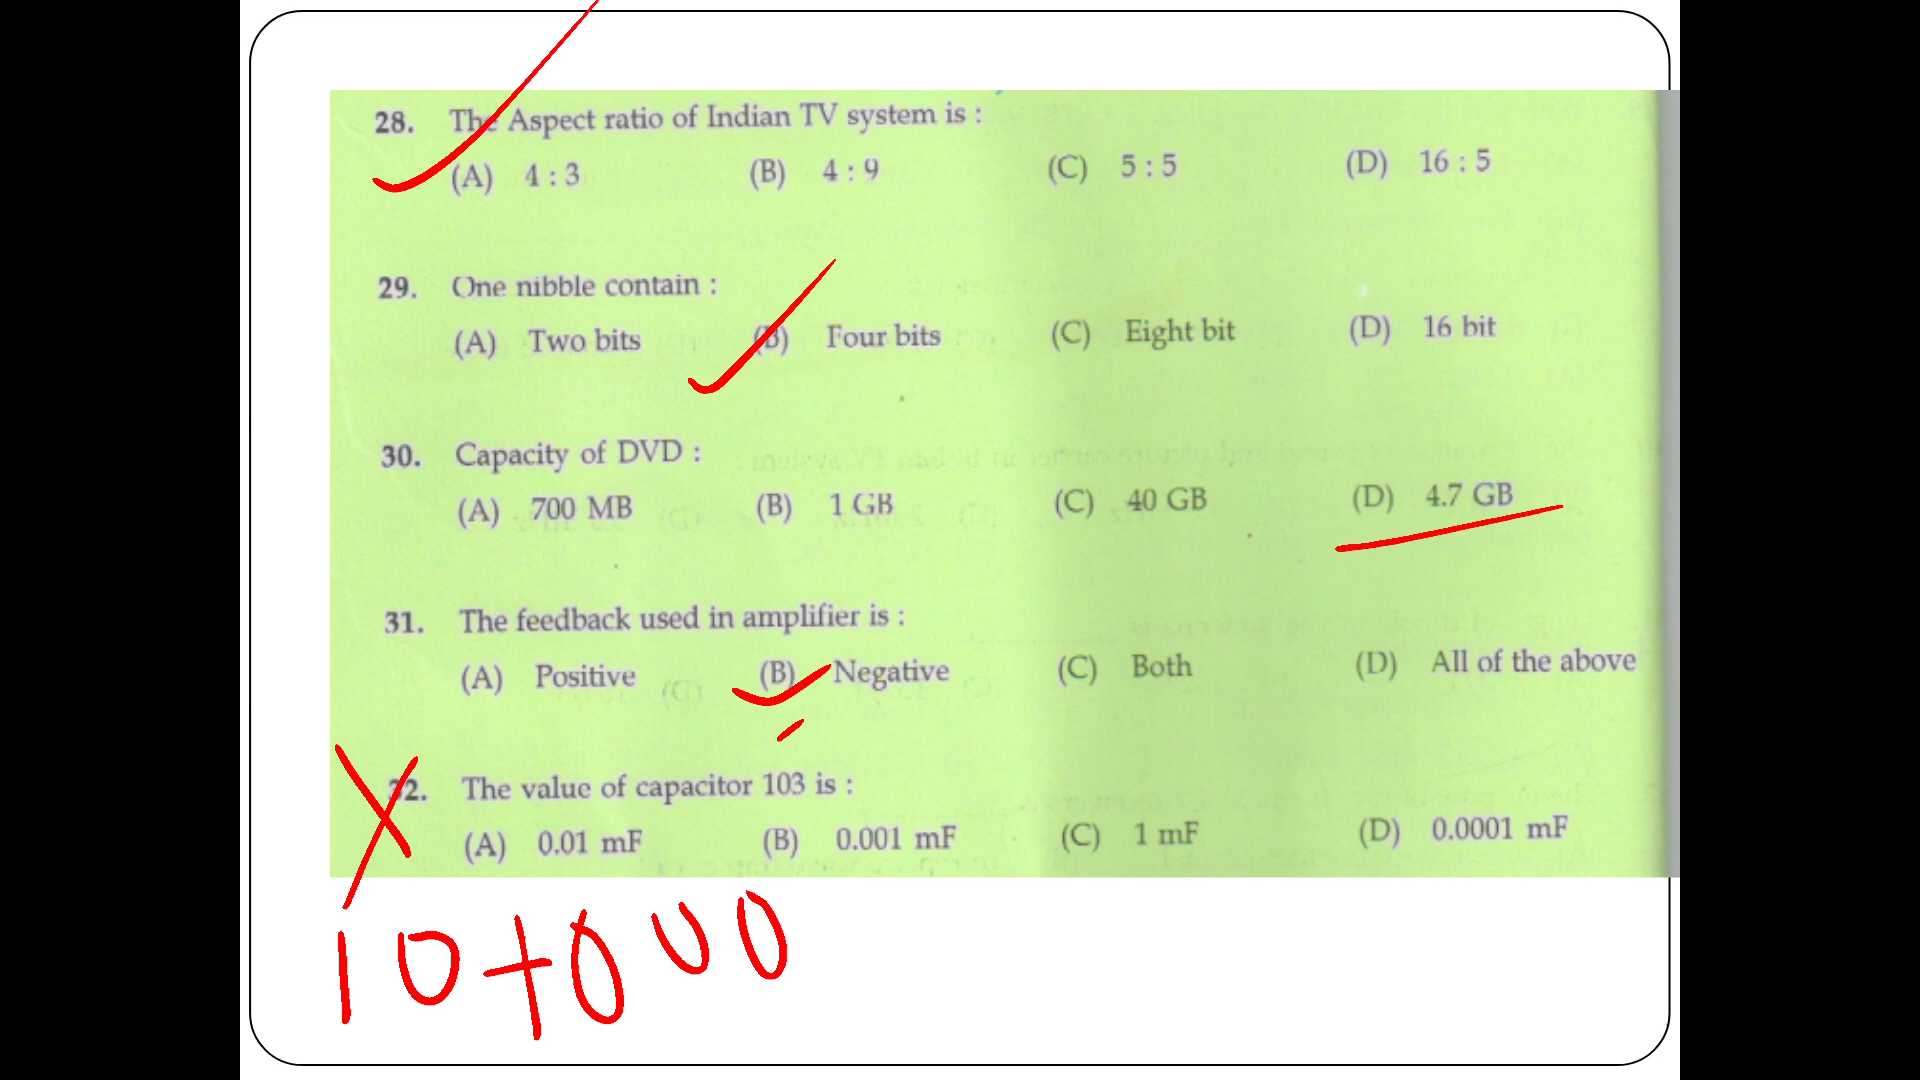 28. The Aspect ratio of Indian TV system is :
(A) 4 : 3 (B) 4 : 9 (C) 5 : 5 (D) 16 : 5
29. One nibble contain :
(A) Two bits (B) Four bits (C) Eight bit (D) 16 bit
30. Capacity of DVD :
(A) 700 MB (B) 1 GB (C) 40 GB (D) 4.7 GB
31. The feedback used in amplifier is :
(A) Positive (B) Negative (C) Both (D) All of the above
32. The value of capacitor 103 is :
(A) 0.01 mF (B) 0.001 mF (C) 1 mF (D) 0.0001 mF
10+000